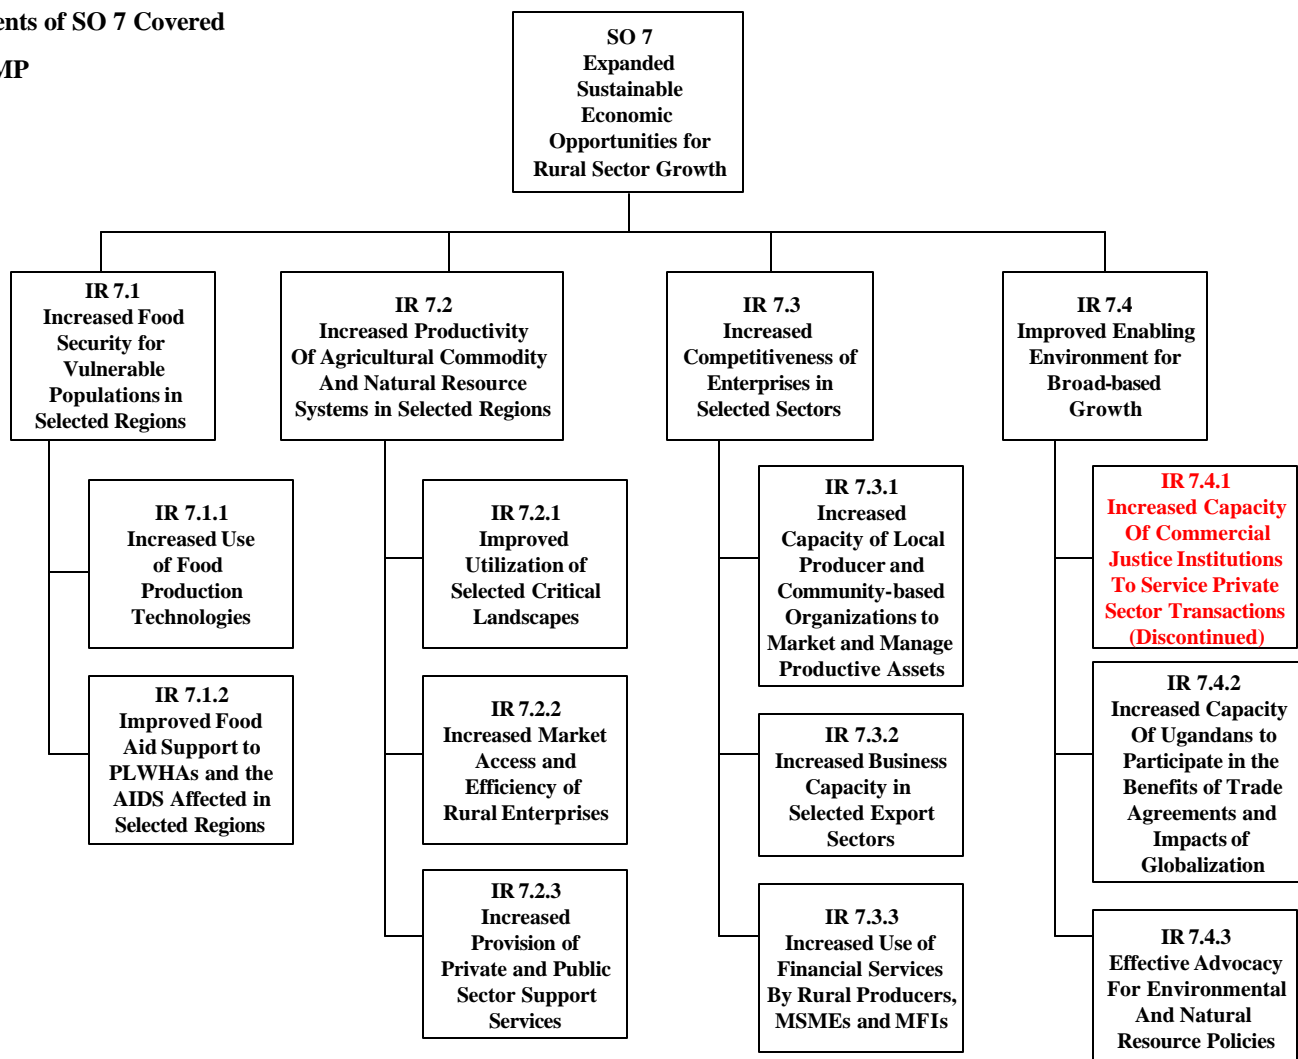 ents of SO 7 Covered
MP
SO 7
Expanded
Sustainable
Economic
Opportunities for
Rural Sector Growth
IR 7.1
Increased Food
Security for
Vulnerable
Populations in
Selected Regions
IR 7.2
Increased Productivity
Of Agricultural Commodity
And Natural Resource
Systems in Selected Regions
IR 7.3
Increased
Competitiveness of
Enterprises in
Selected Sectors
IR 7.4
Improved Enabling
Environment for
Broad-based
Growth
IR 7.1.1
Increased Use
of Food
Production
Technologies
IR 7.1.2
Improved Food
Aid Support to
PLWHAs and the
AIDS Affected in
Selected Regions
IR 7.2.1
Improved
Utilization of
Selected Critical
Landscapes
IR 7.2.2
Increased Market
Access and
Efficiency of
Rural Enterprises
IR 7.2.3
Increased
Provision of
Private and Public
Sector Support
Services
IR 7.3.1
Increased
Capacity of Local
Producer and
Community-based
Organizations to
Market and Manage
Productive Assets
IR 7.3.2
Increased Business
Capacity in
Selected Export
Sectors
IR 7.3.3
Increased Use of
Financial Services
By Rural Producers,
MSMEs and MFIs
IR 7.4.1
Increased Capacity
Of Commercial
Justice Institutions
To Service Private
Sector Transactions
(Discontinued)
IR 7.4.2
Increased Capacity
Of Ugandans to
Participate in the
Benefits of Trade
Agreements and
Impacts of
Globalization
IR 7.4.3
Effective Advocacy
For Environmental
And Natural
Resource Policies